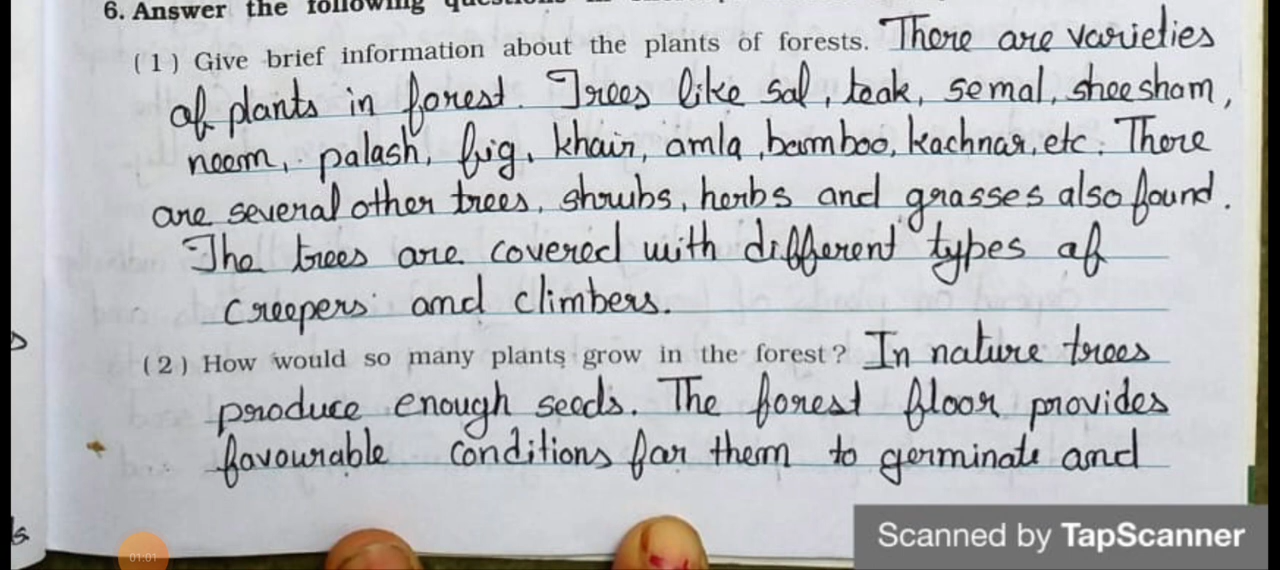 6. Answer the following
(1) Give brief information about the plants of forests. There are varieties
of plants in forest. Trees like sal, teak, semal, sheesham,
neem, palash, fig, khair, amla, bamboo, kachnar, etc. There
are several other trees, shrubs, herbs and grasses also found.
The trees are covered with different types of
creepers and climbers.
(2) How would so many plants grow in the forest? In nature trees
produce enough seeds. The forest floor provides
favourable conditions for them to germinate and
01:01
Scanned by TapScanner